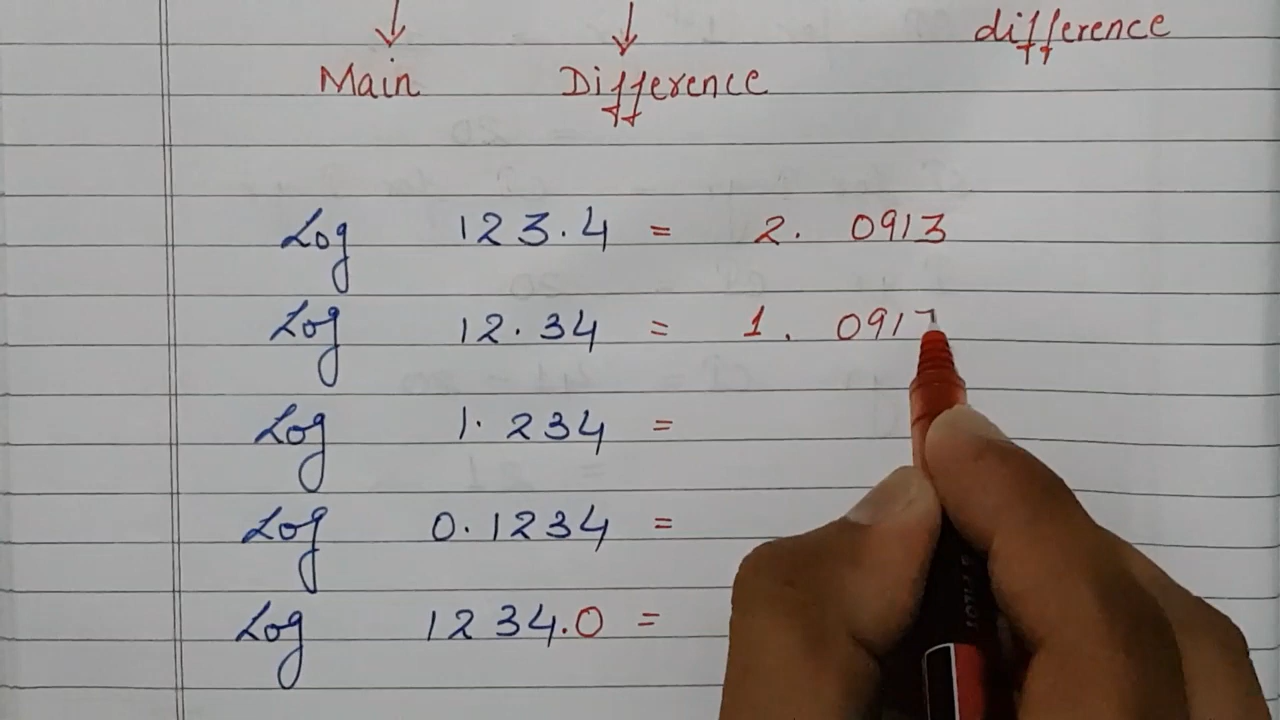 difference
Main Difference
Log 123.4 = 2. 0913
Log 12.34 = 1. 091
Log 1.234 =
Log 0.1234 =
Log 1234.0 =